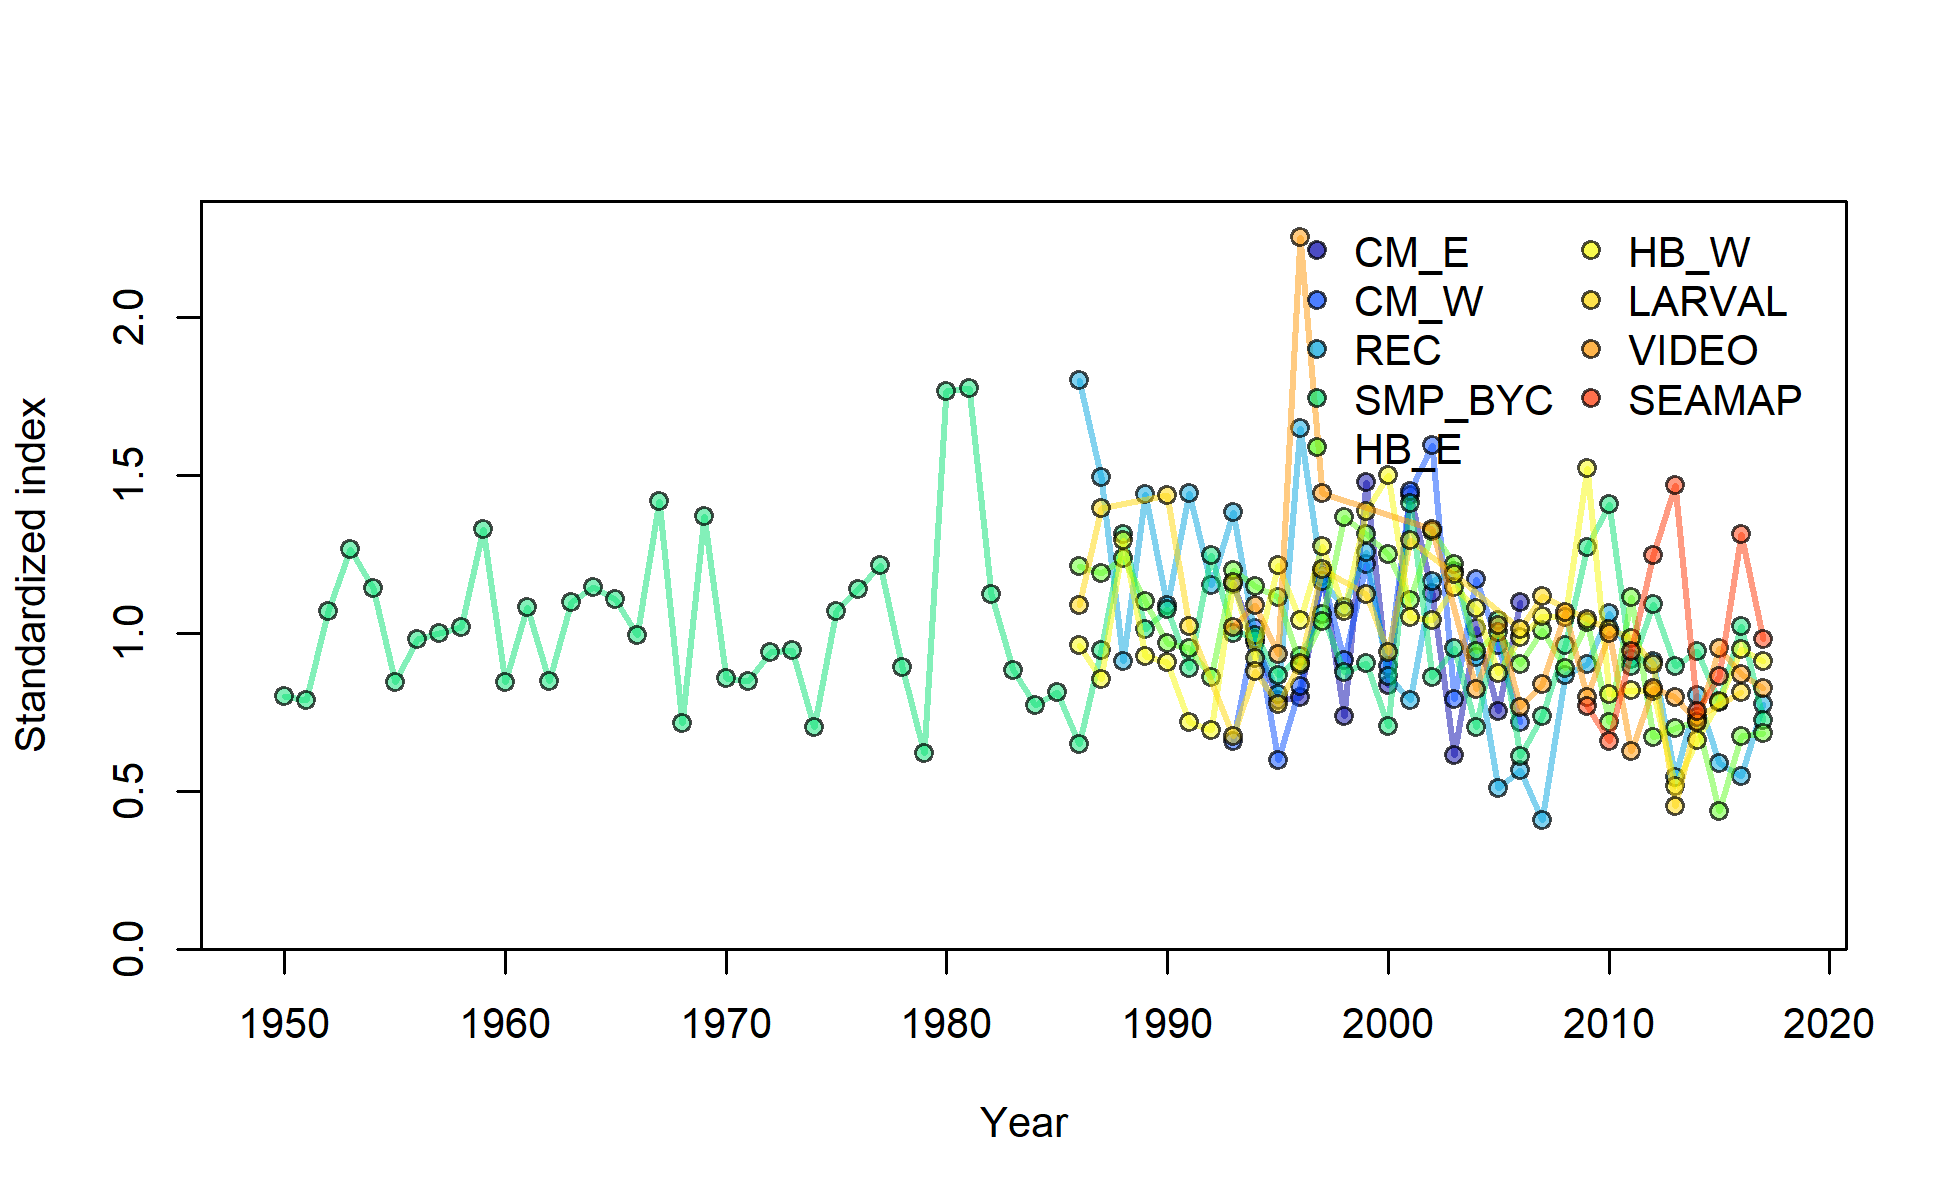 CM_E
CM_W
REC
SMP_BYC
HB_E
HB_W
LARVAL
VIDEO
SEAMAP
Standardized index
2.0
1.5
1.0
0.5
0.0
1950 1960 1970 1980 1990 2000 2010 2020
Year